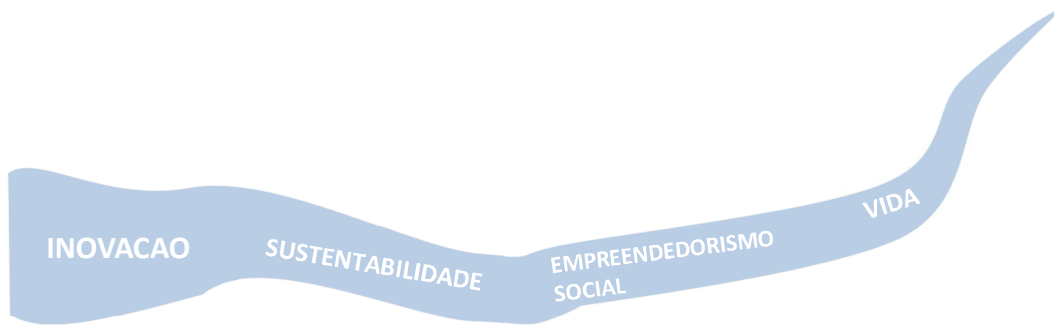 INOVACAO
SUSTENTABILIDADE
EMPREENDEDORISMO
SOCIAL
VIDA